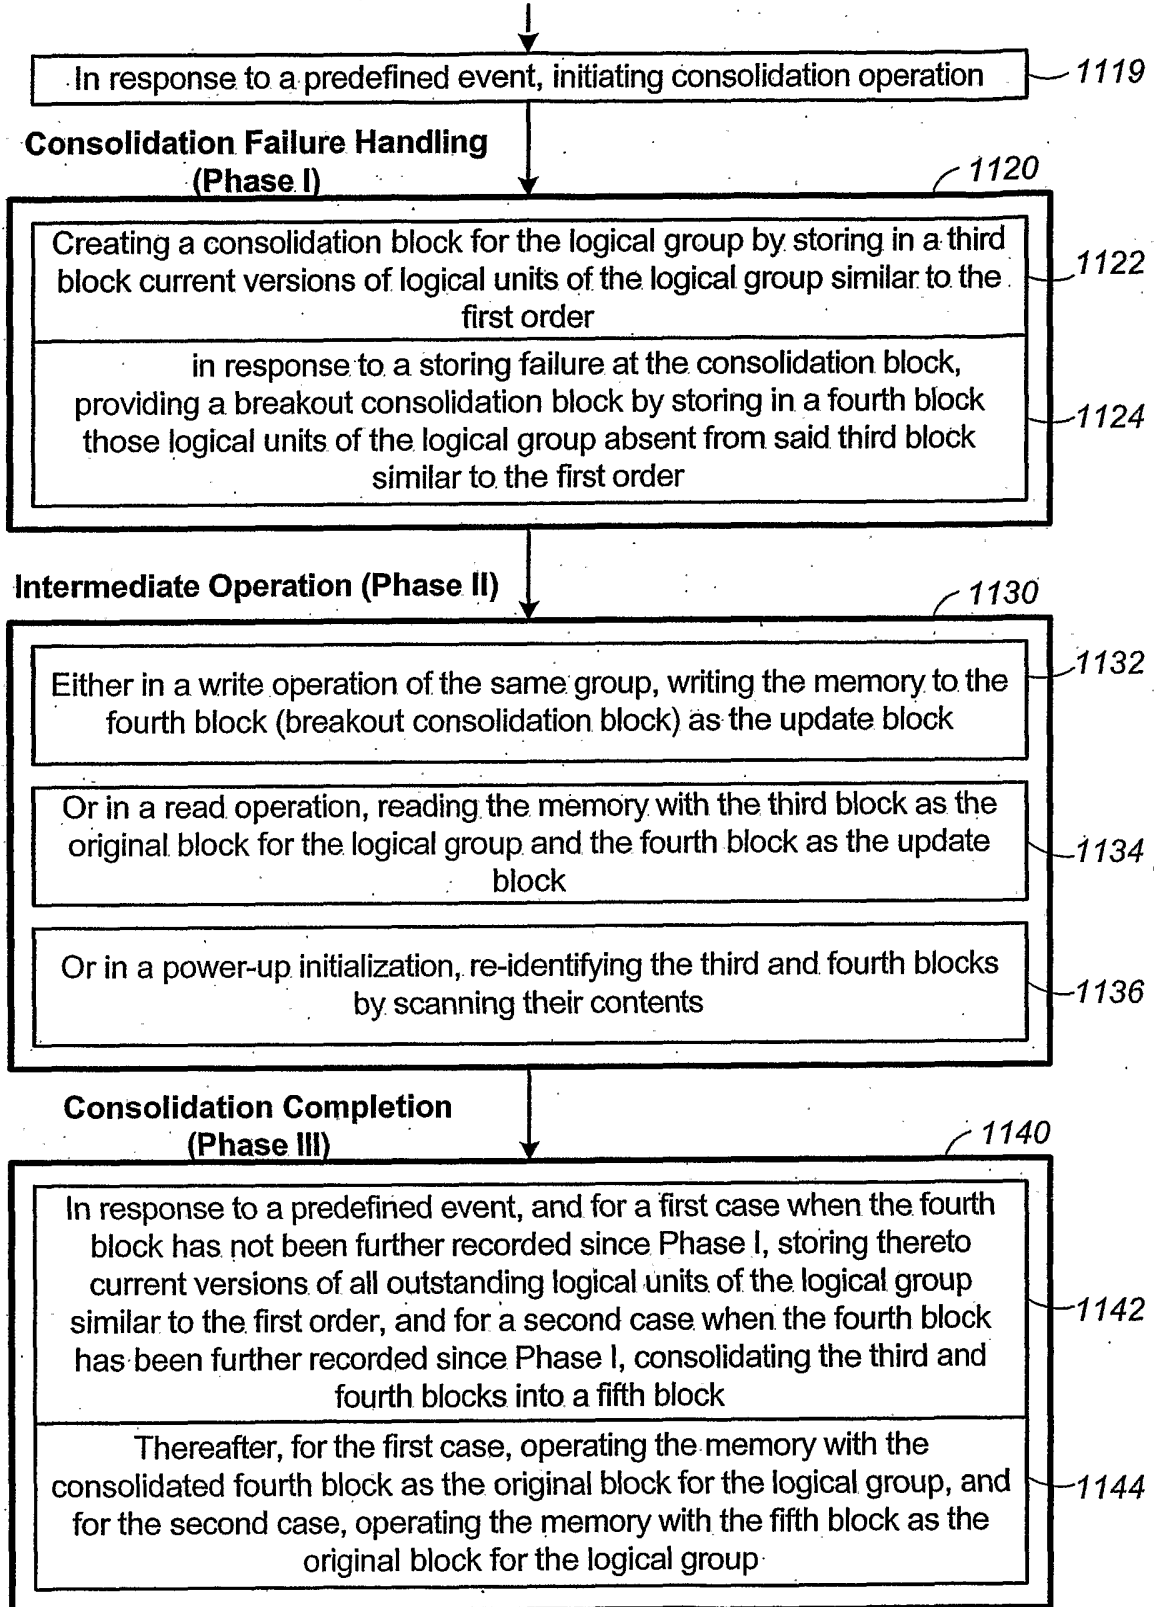 In response to a predefined event, initiating consolidation operation
1119
Consolidation Failure Handling
(Phase I)
1120
Creating a consolidation block for the logical group by storing in a third
block current versions of logical units of the logical group similar to the
first order
1122
in response to a storing failure at the consolidation block,
providing a breakout consolidation block by storing in a fourth block
those logical units of the logical group absent from said third block
similar to the first order
1124
Intermediate Operation (Phase II)
1130
Either in a write operation of the same group, writing the memory to the
fourth block (breakout consolidation block) as the update block
1132
Or in a read operation, reading the memory with the third block as the
original block for the logical group and the fourth block as the update
block
1134
Or in a power-up initialization, re-identifying the third and fourth blocks
by scanning their contents
1136
Consolidation Completion
(Phase III)
1140
In response to a predefined event, and for a first case when the fourth
block has not been further recorded since Phase I, storing thereto
current versions of all outstanding logical units of the logical group
similar to the first order, and for a second case when the fourth block
has been further recorded since Phase I, consolidating the third and
fourth blocks into a fifth block
1142
Thereafter, for the first case, operating the memory with the
consolidated fourth block as the original block for the logical group, and
for the second case, operating the memory with the fifth block as the
original block for the logical group
1144